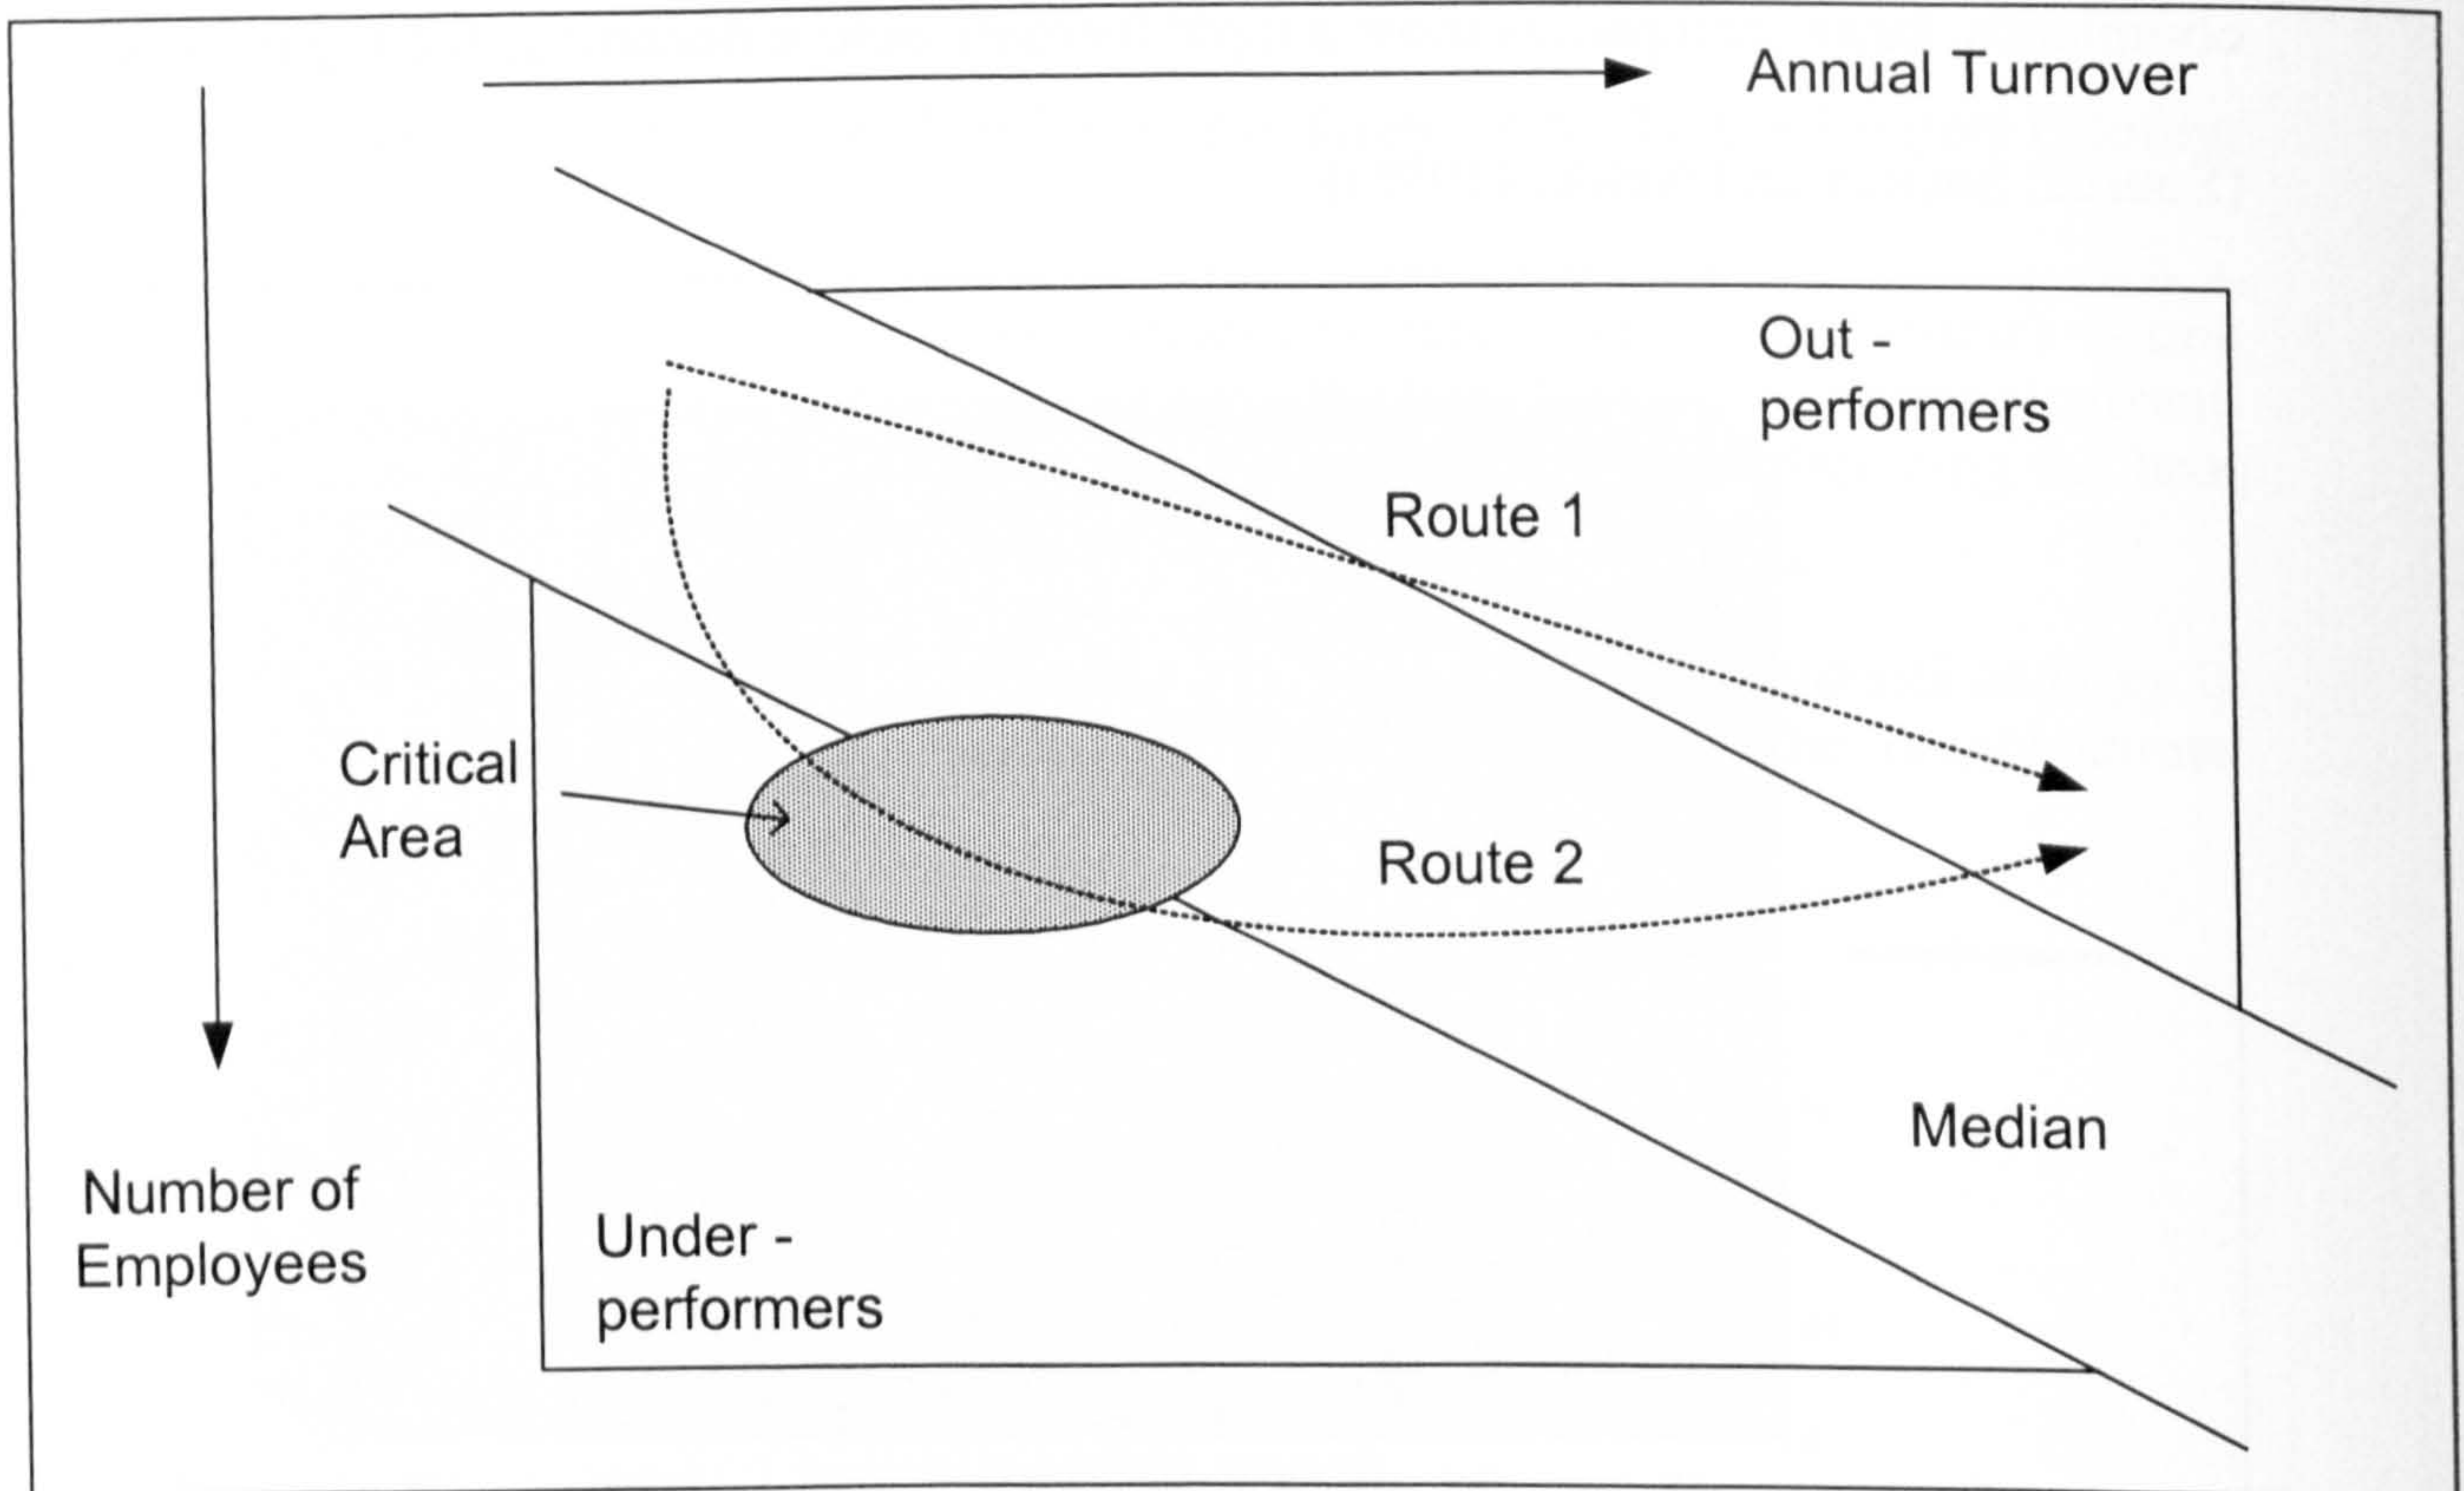 Annual Turnover
Out -
performers
Route 1
Critical
Area
Route 2
Median
Number of
Employees
Under -
performers